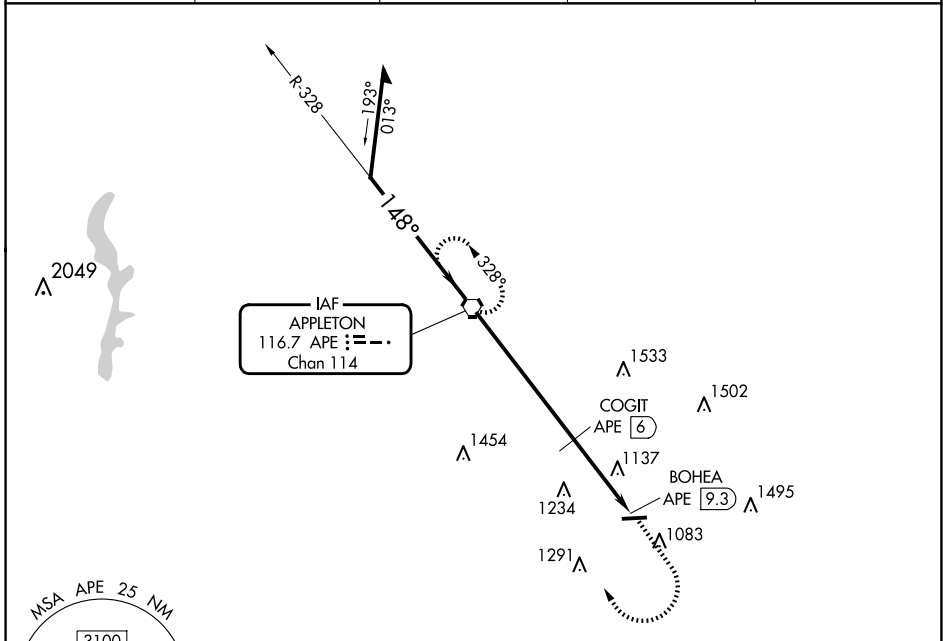 R-328
193°
013°
148°
328°
2049
IAF
APPLETON
116.7 APE
Chan 114
1533
1502
COGIT
APE 6
1454
1137
BOHEA
APE 9.3
1495
1234
1083
1291
MSA APE 25 NM
3100